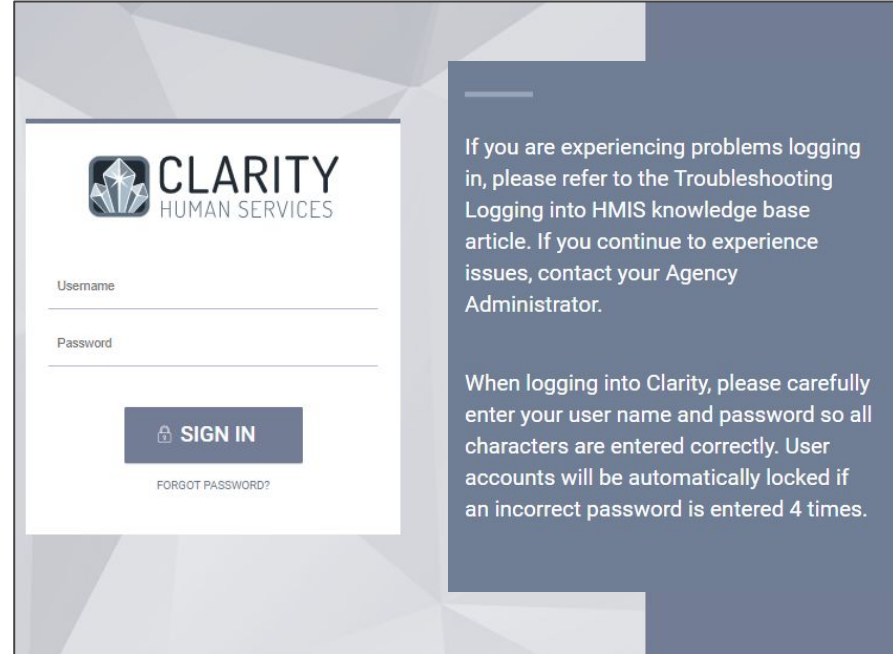 CLARITY
HUMAN SERVICES
Username
Password
SIGN IN
FORGOT PASSWORD?
If you are experiencing problems logging
in, please refer to the Troubleshooting
Logging into HMIS knowledge base
article. If you continue to experience
issues, contact your Agency
Administrator.
When logging into Clarity, please carefully
enter your user name and password so all
characters are entered correctly. User
accounts will be automatically locked if
an incorrect password is entered 4 times.